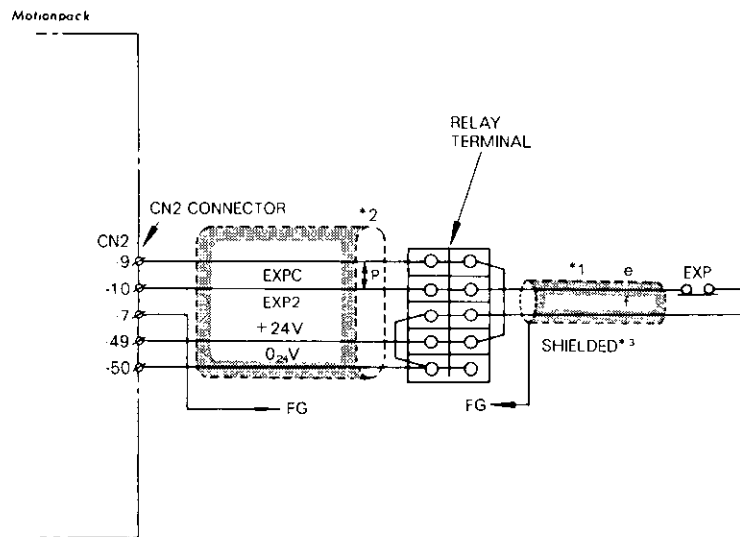 Motionpack
RELAY
TERMINAL
CN2 CONNECTOR
*2
CN2
-9
EXPC
P
*1
e
EXP
-10
EXP2
-7
+24V
-49
SHIELDED*3
0₂₄V
-50
FG
FG